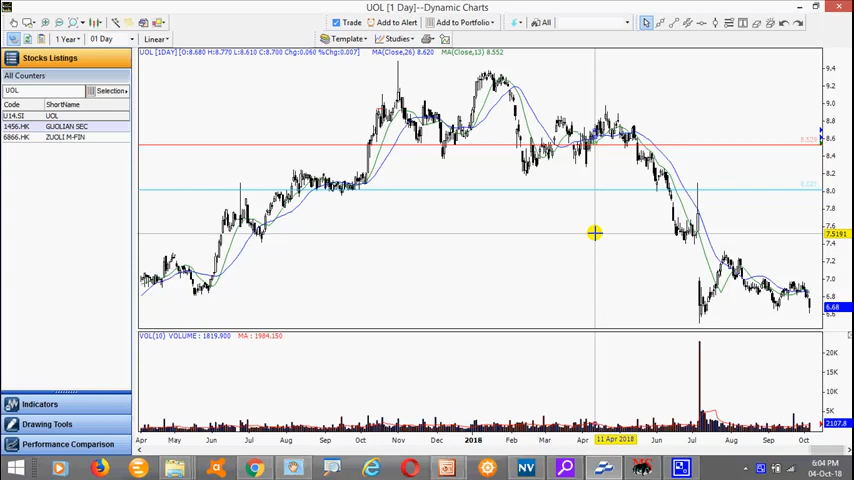 UOL [1 Day]--Dynamic Charts
Trade Add to Alert Add to Portfolio All
1 Year 01 Day Linear Template Studies
Stocks Listings
All Counters
UOL Selection
Code ShortName
U14.SI UOL
1456.HK GUOLIAN SEC
6866.HK ZUOLI M-FIN
Indicators
Drawing Tools
Performance Comparison
UOL [1DAY] [O:8.680 H:8.770 L:8.610 C:8.700 Chg:0.060 %Chg:0.007] MA(Close,26) 8.620 MA(Close,13) 8.552
9.4
9.2
9.0
8.8
8.6
8.4
8.2
8.0
7.8
7.5191
7.4
7.2
7.0
6.8
6.68
VOL(10) VOLUME : 1819.900 MA : 1984.150
20K
15K
10K
5K
2107.8
Apr May Jun Jul Aug Sep Oct Nov Dec 2018 Feb Mar Apr 11 Apr 2018 Jun Jul Aug Sep Oct
NV
6:04 PM
04-Oct-18